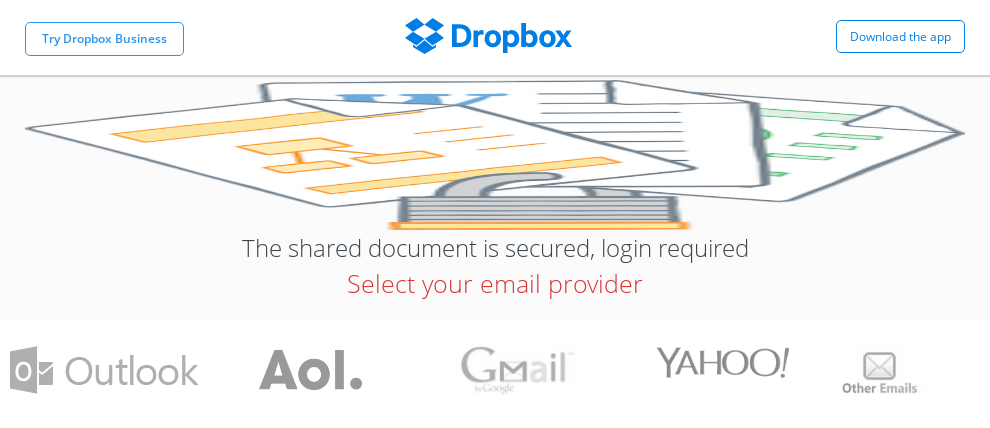 Try Dropbox Business
Dropbox
Download the app
W
The shared document is secured, login required
Select your email provider
Outlook
Aol.
Gmail
by Google
YAHOO!
Other Emails